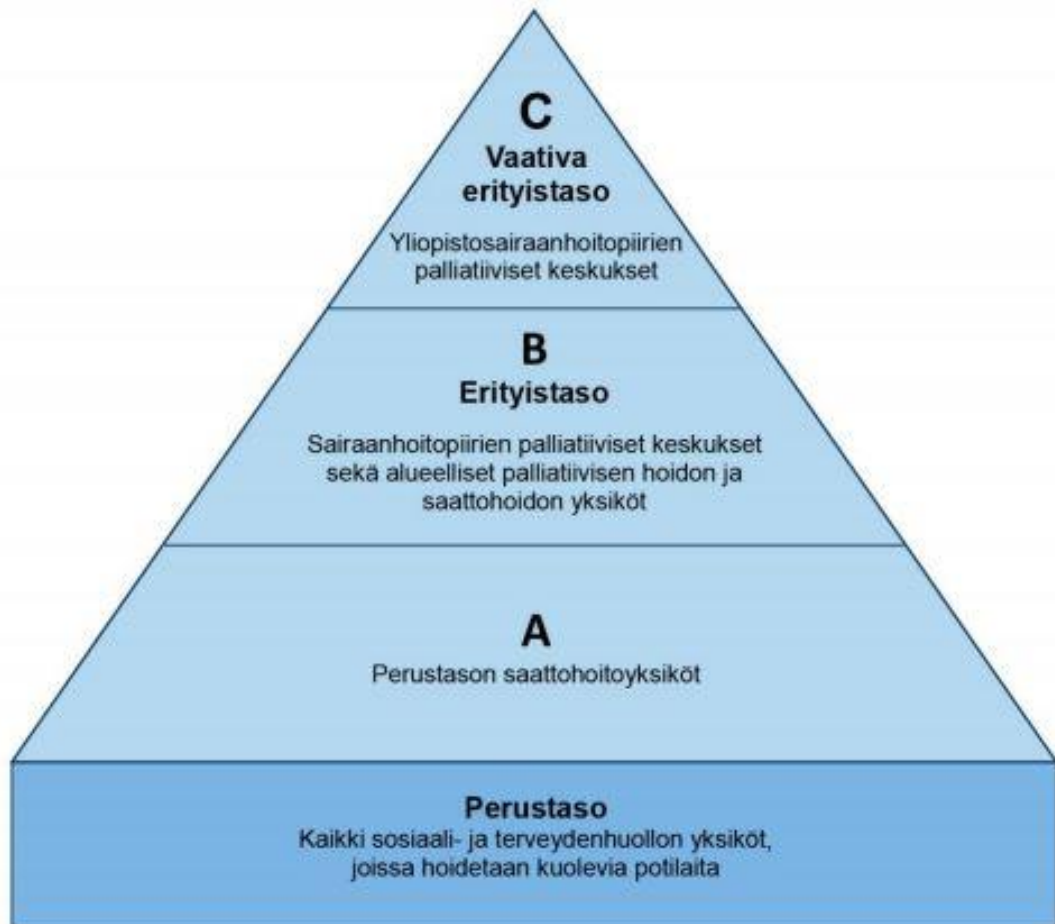 C
Vaativa
erityistaso
Yliopistosairaanhoitopiirien
palliatiiviset keskukset
B
Erityistaso
Sairaanhoitopiirien palliatiiviset keskukset
sekä alueelliset palliatiivisen hoidon ja
saattohoidon yksiköt
A
Perustason saattohoitoyksiköt
Perustaso
Kaikki sosiaali- ja terveydenhuollon yksiköt,
joissa hoidetaan kuolevia potilaita